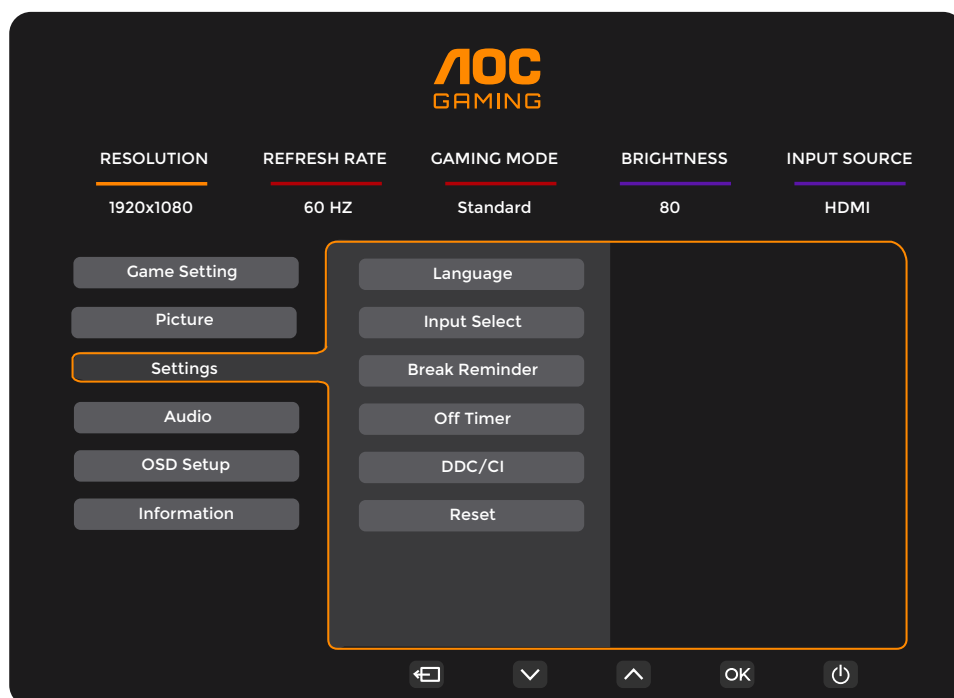 AOC
GAMING
RESOLUTION REFRESH RATE GAMING MODE BRIGHTNESS INPUT SOURCE
1920x1080 60 HZ Standard 80 HDMI
Game Setting
Picture
Settings
Audio
OSD Setup
Information
Language
Input Select
Break Reminder
Off Timer
DDC/CI
Reset
OK